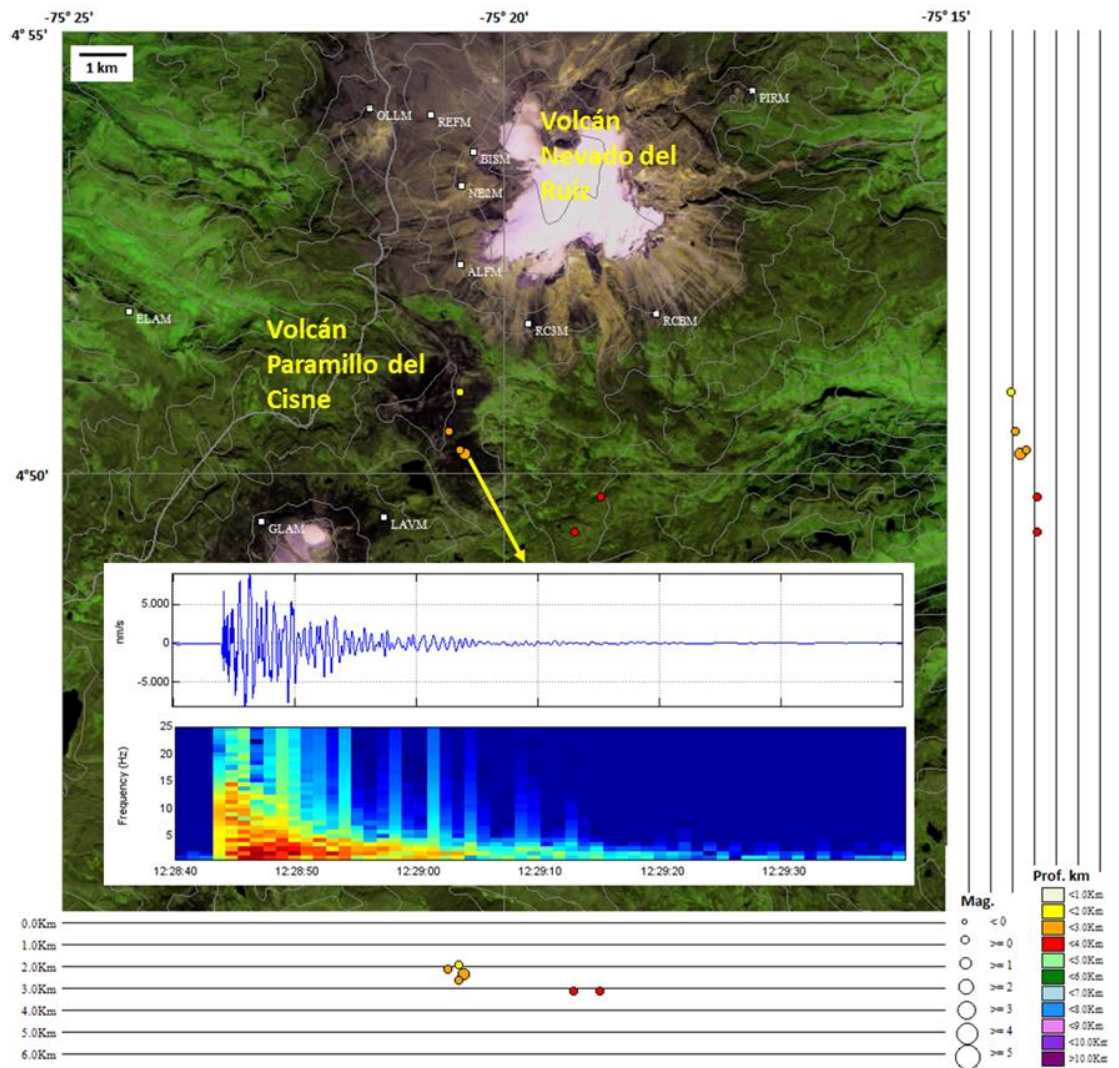 -75° 25'
-75° 20'
-75° 15'
4° 55'
1 km
OLLM
REFM
PIRM
Volcán
Nevado del
Ruiz
BISM
NE2M
ALFM
ELAM
RC3M
RCBM
Volcán
Paramillo del
Cisne
4° 50'
GLAM
LAVM
5.000
0
-5.000
nm/s
25
20
15
10
5
Frequency (Hz)
12:28:40
12:28:50
12:29:00
12:29:10
12:29:20
12:29:30
0.0Km
1.0Km
2.0Km
3.0Km
4.0Km
5.0Km
6.0Km
Mag.
< 0
>= 0
>= 1
>= 2
>= 3
>= 4
>= 5
Prof. km
<1.0Km
<2.0Km
<3.0Km
<4.0Km
<5.0Km
<6.0Km
<7.0Km
<8.0Km
<9.0Km
<10.0Km
>10.0Km